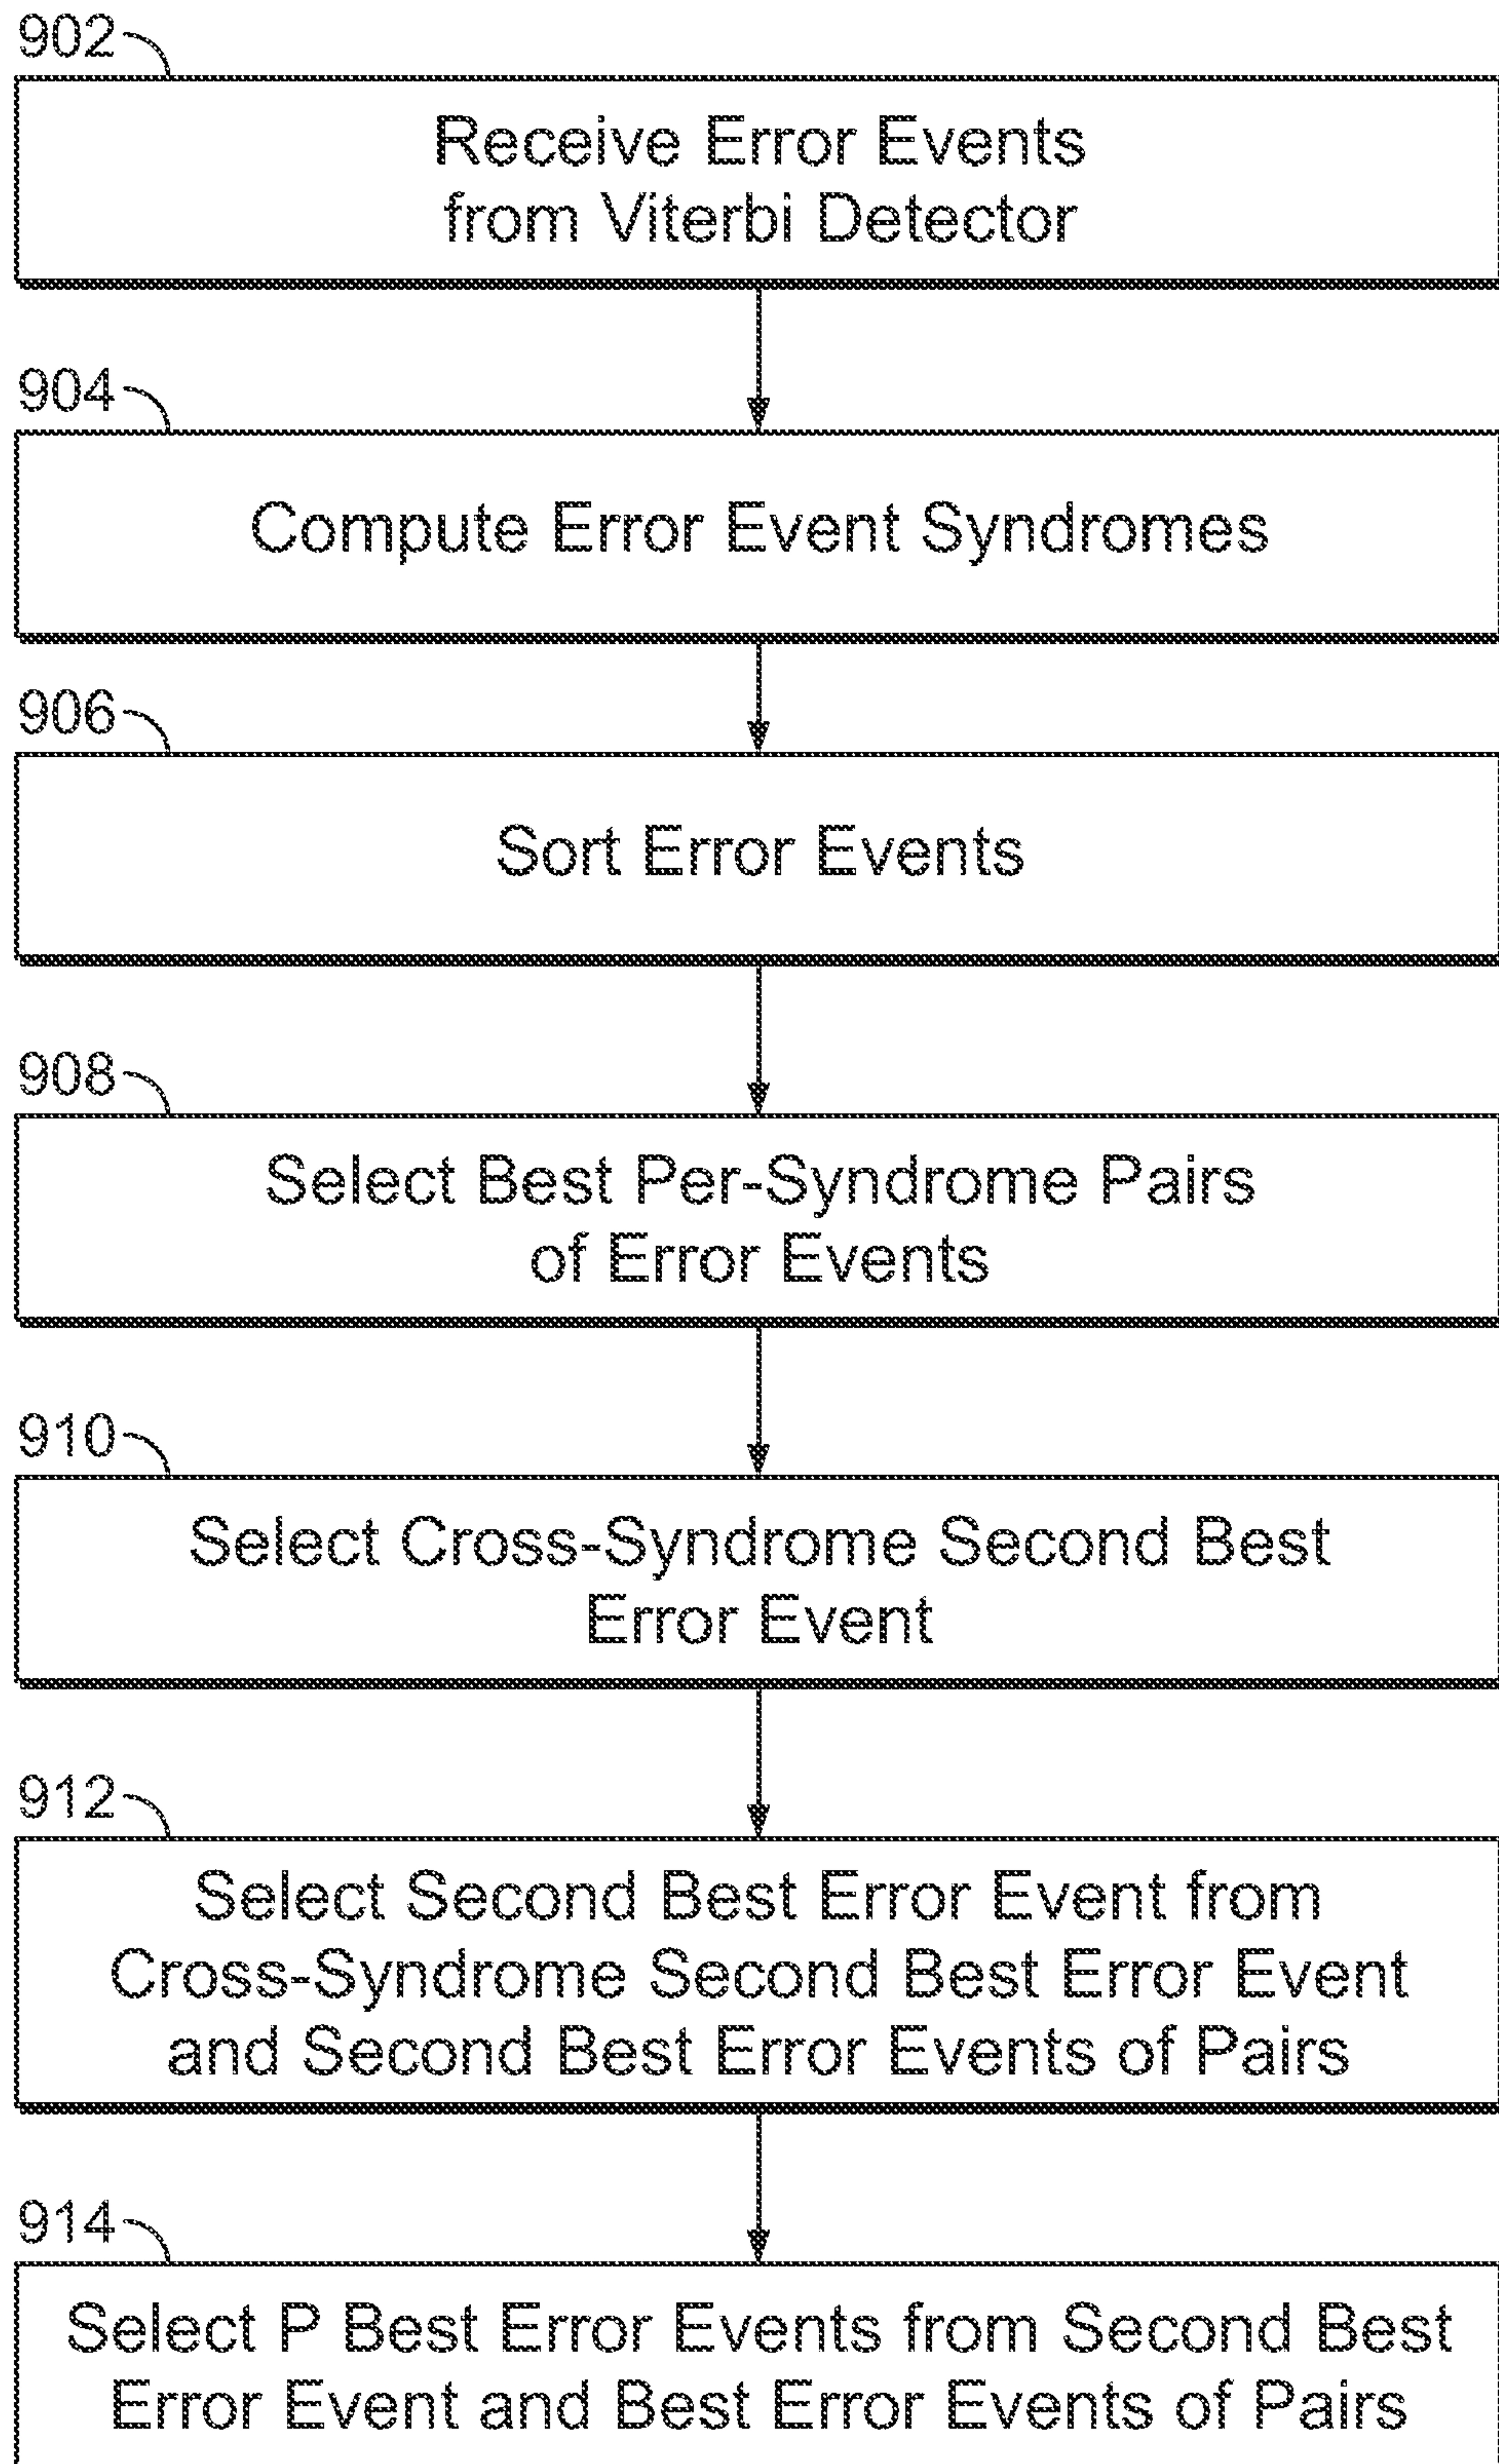 902
Receive Error Events
from Viterbi Detector
904
Compute Error Event Syndromes
906
Sort Error Events
908
Select Best Per-Syndrome Pairs
of Error Events
910
Select Cross-Syndrome Second Best
Error Event
912
Select Second Best Error Event from
Cross-Syndrome Second Best Error Event
and Second Best Error Events of Pairs
914
Select P Best Error Events from Second Best
Error Event and Best Error Events of Pairs